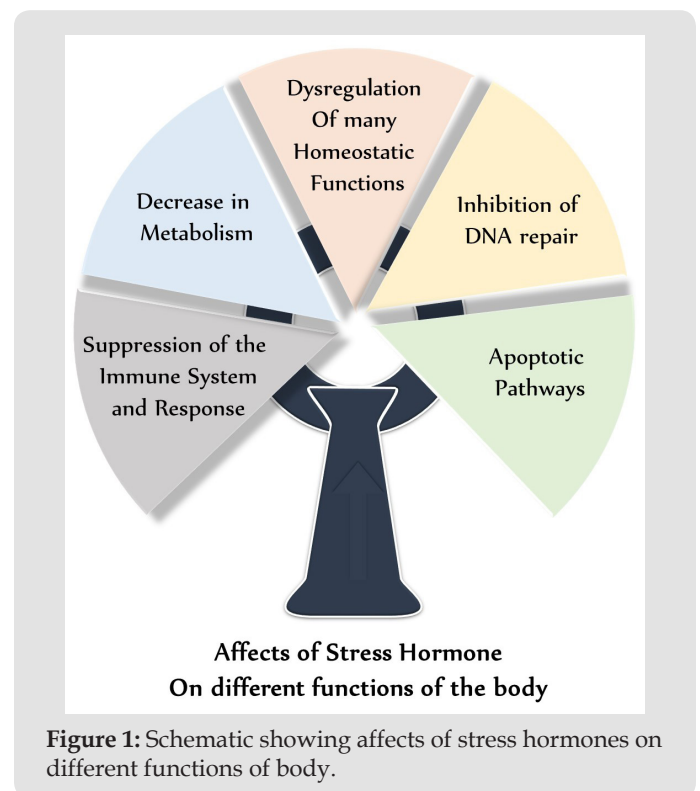 Dysregulation
Of many
Homeostatic
Functions
Decrease in
Metabolism
Inhibition of
DNA repair
Suppression of the
Immune System
and Response
Apoptotic
Pathways
Affects of Stress Hormone
On different functions of the body
Figure 1: Schematic showing affects of stress hormones on
different functions of body.